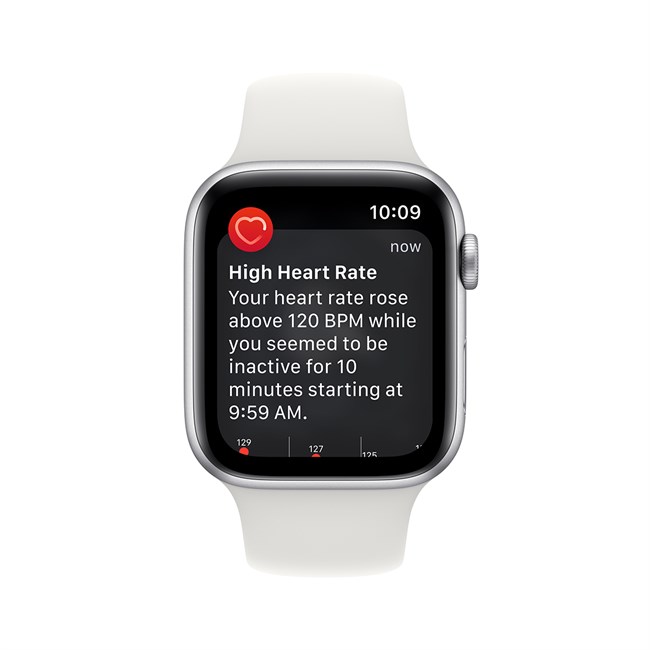 10:09
now
High Heart Rate
Your heart rate rose
above 120 BPM while
you seemed to be
inactive for 10
minutes starting at
9:59 AM.
129
127
125